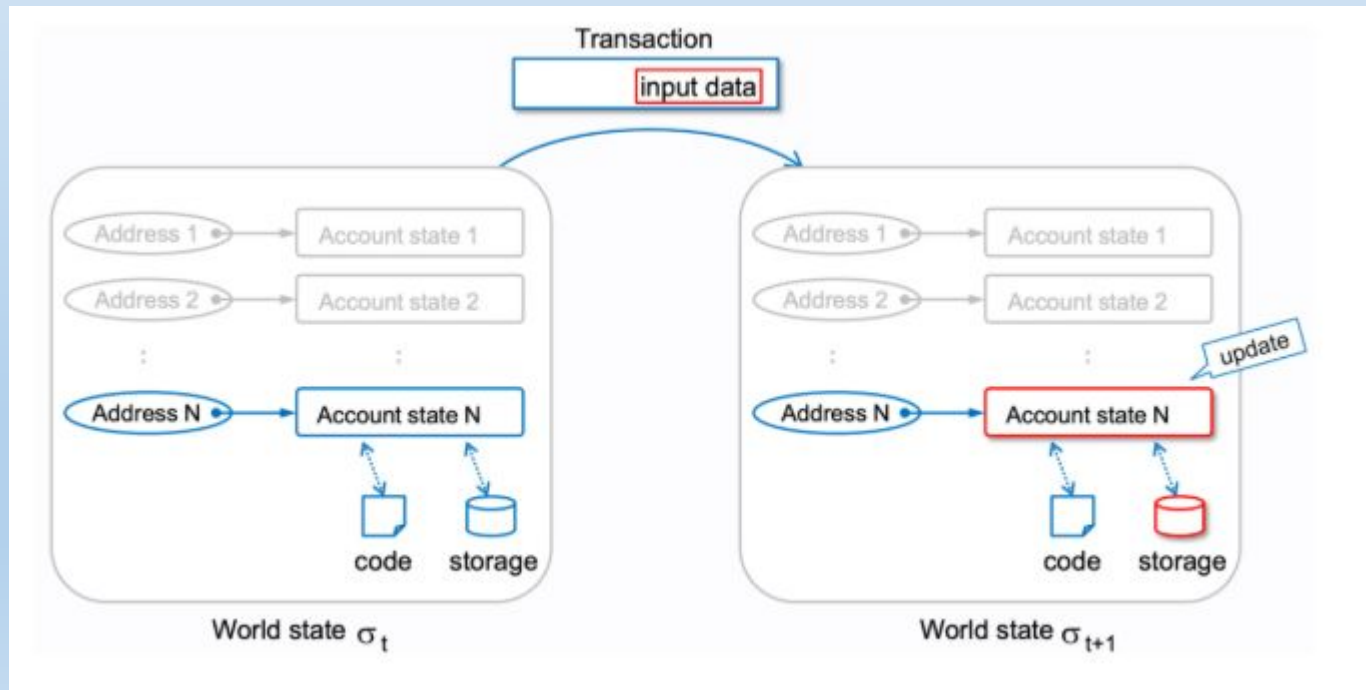 Transaction
input data
Address 1
Account state 1
Address 2
Account state 2
:
:
Address N
Account state N
code
storage
World state σt
Address 1
Account state 1
Address 2
Account state 2
:
:
update
Address N
Account state N
code
storage
World state σt+1